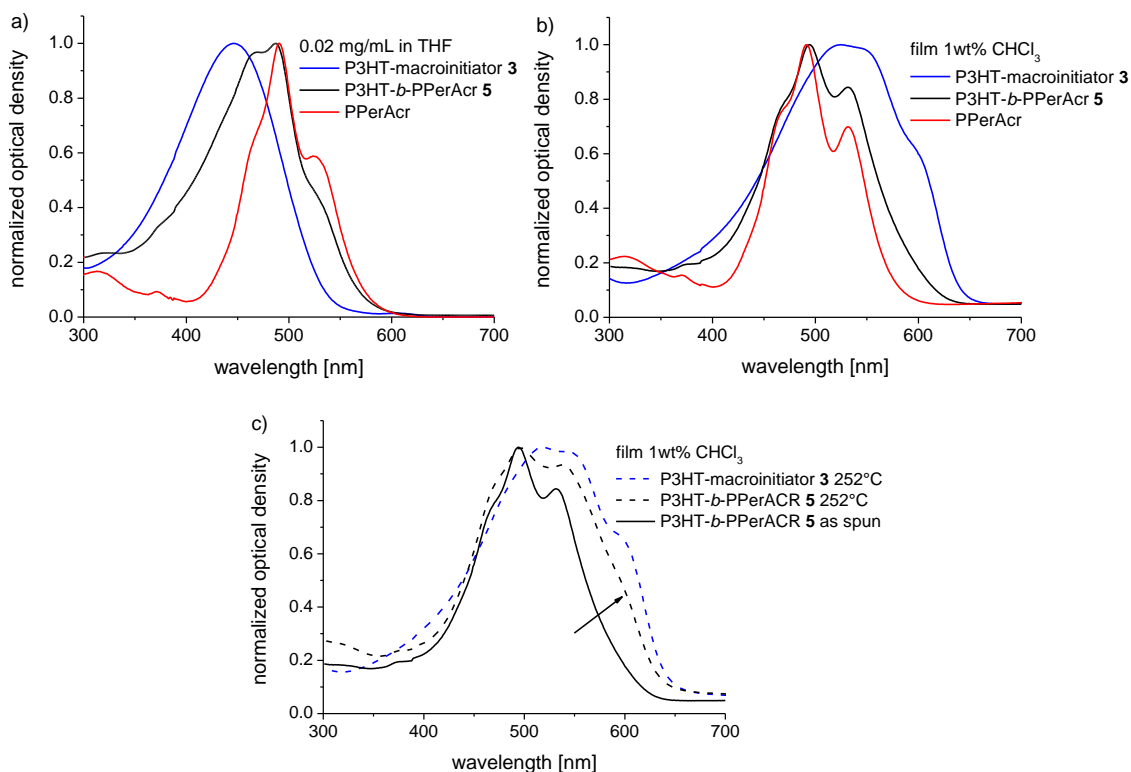 a)
normalized optical density
1.0
0.8
0.6
0.4
0.2
0.0
0.02 mg/mL in THF
P3HT-macroinitiator 3
P3HT-b-PPerAcr 5
PPerAcr
300 400 500 600 700
wavelength [nm]
b)
normalized optical density
1.0
0.8
0.6
0.4
0.2
0.0
film 1wt% CHCl₃
P3HT-macroinitiator 3
P3HT-b-PPerAcr 5
PPerAcr
300 400 500 600 700
wavelength [nm]
c)
normalized optical density
1.0
0.8
0.6
0.4
0.2
0.0
film 1wt% CHCl₃
P3HT-macroinitiator 3 252°C
P3HT-b-PPerACR 5 252°C
P3HT-b-PPerACR 5 as spun
300 400 500 600 700
wavelength [nm]